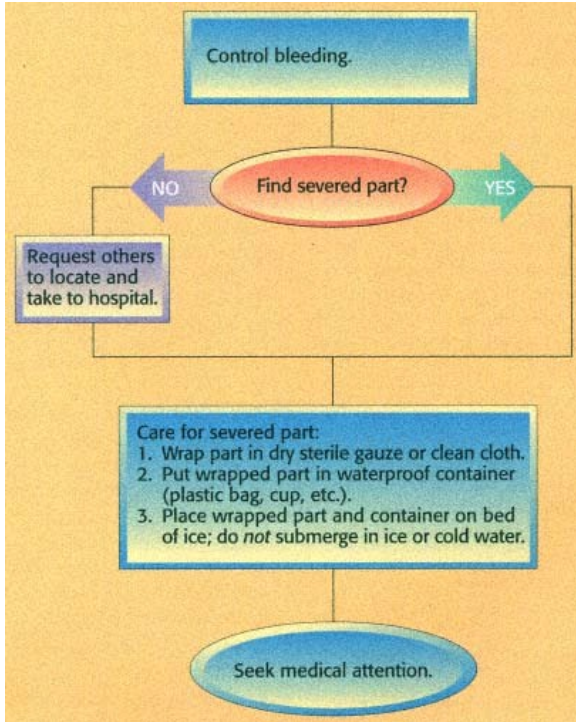 Control bleeding.
NO
Find severed part?
YES
Request others
to locate and
take to hospital.
Care for severed part:
1. Wrap part in dry sterile gauze or clean cloth.
2. Put wrapped part in waterproof container
(plastic bag, cup, etc.).
3. Place wrapped part and container on bed
of ice; do not submerge in ice or cold water.
Seek medical attention.